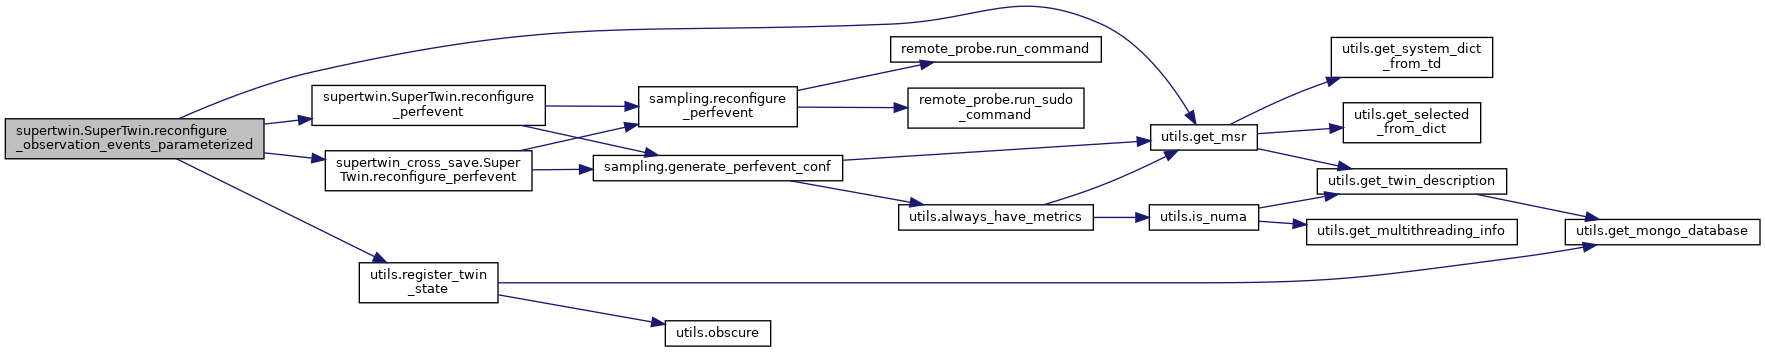 supertwin.SuperTwin.reconfigure
_observation_events_parameterized
supertwin.SuperTwin.reconfigure
_perfevent
supertwin_cross_save.Super
Twin.reconfigure_perfevent
utils.register_twin
_state
sampling.reconfigure
_perfevent
sampling.generate_perfevent_conf
utils.obscure
remote_probe.run_command
remote_probe.run_sudo
_command
utils.always_have_metrics
utils.get_msr
utils.is_numa
utils.get_system_dict
_from_td
utils.get_selected
_from_dict
utils.get_twin_description
utils.get_multithreading_info
utils.get_mongo_database